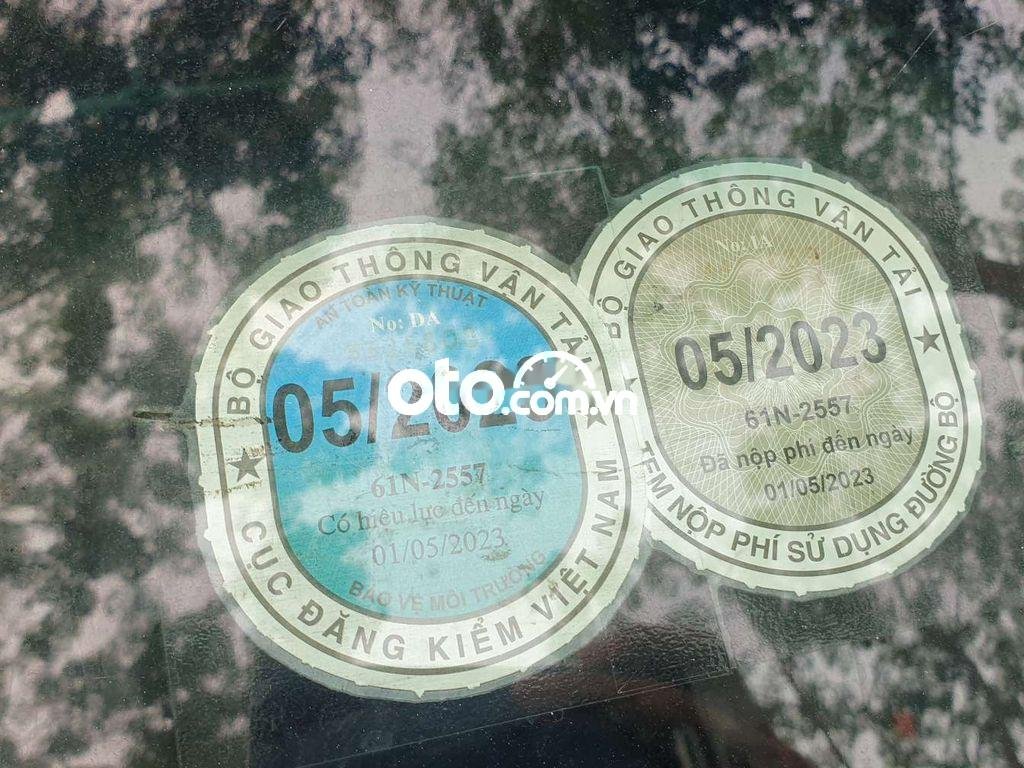 BỘ GIAO THÔNG VẬN TẢI
AN TOÀN KỸ THUẬT
No: DA
05/2023
61N-2557
Có hiệu lực đến ngày
01/05/2023
BẢO VỆ MÔI TRƯỜNG
CỤC ĐĂNG KIỂM VIỆT NAM
oto.com.vn
BỘ GIAO THÔNG VẬN TẢI
No: IA
05/2023
61N-2557
Đã nộp phí đến ngày
01/05/2023
TEM NỘP PHÍ SỬ DỤNG ĐƯỜNG BỘ